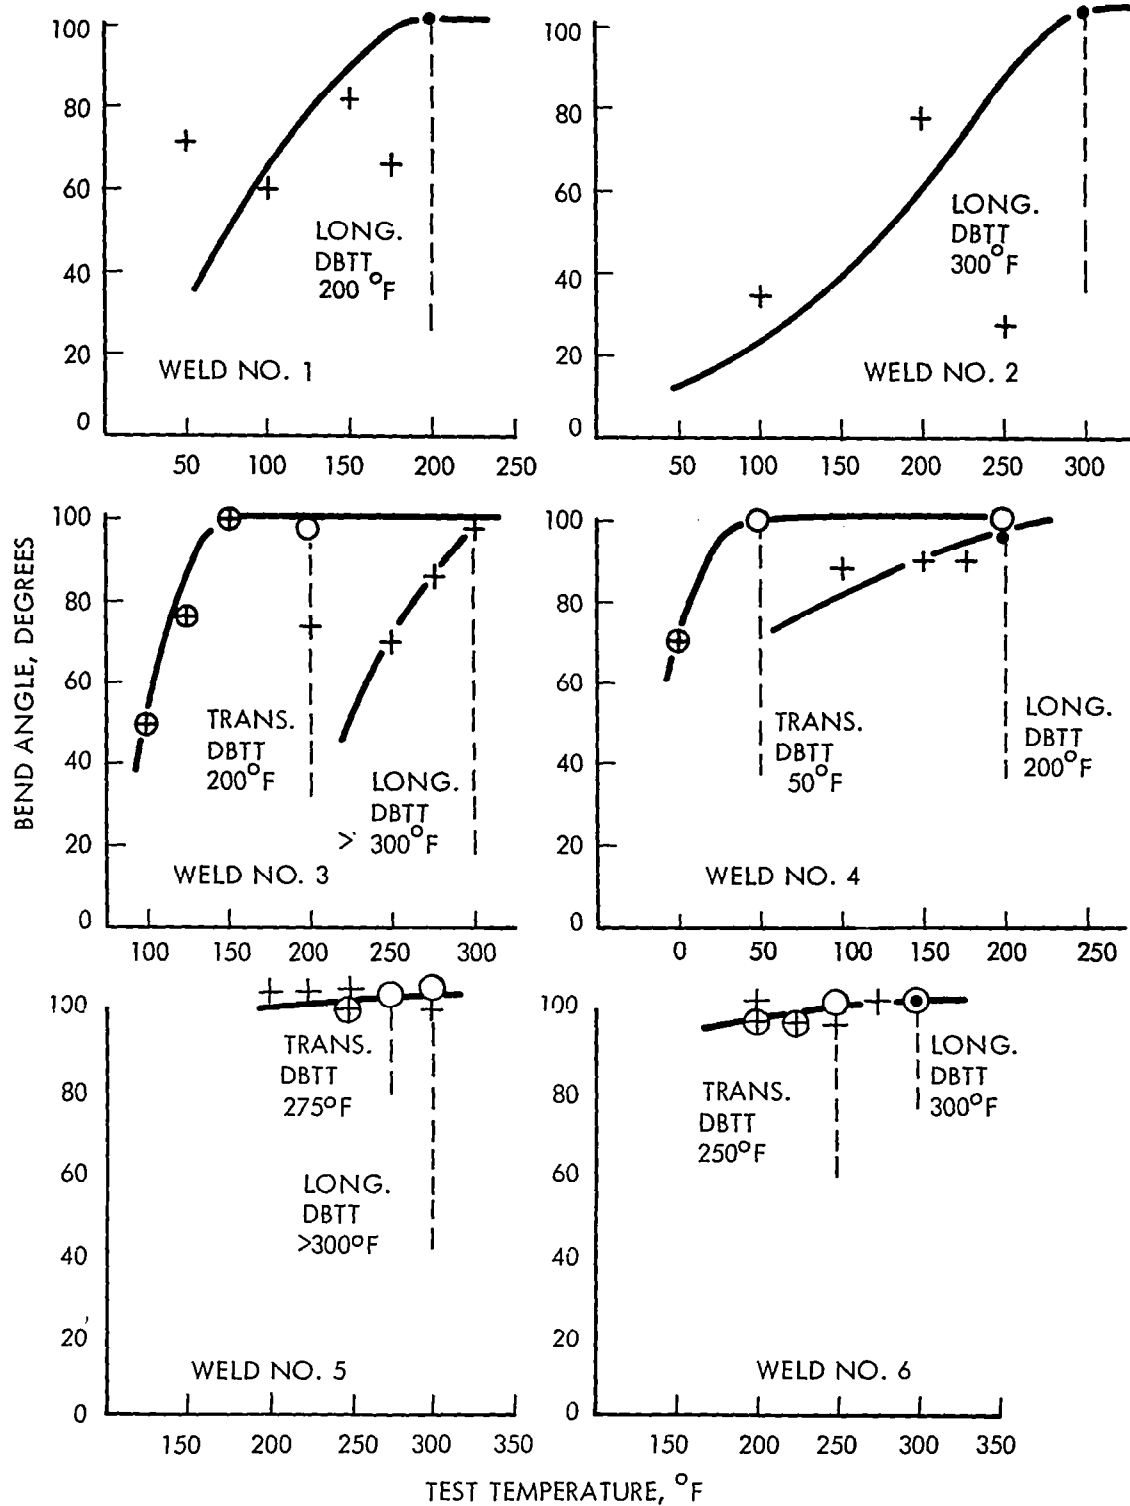 100
80
60
40
20
0
LONG.
DBTT
200 °F
WELD NO. 1
50 100 150 200 250
100
80
60
40
20
0
LONG.
DBTT
300°F
WELD NO. 2
50 100 150 200 250 300
BEND ANGLE, DEGREES
100
80
60
40
20
0
TRANS.
DBTT
200°F
LONG.
DBTT
> 300°F
WELD NO. 3
100 150 200 250 300
100
80
60
40
20
0
TRANS.
DBTT
50°F
LONG.
DBTT
200°F
WELD NO. 4
0 50 100 150 200 250
100
80
60
40
20
0
TRANS.
DBTT
275°F
LONG.
DBTT
>300°F
WELD NO. 5
150 200 250 300 350
100
80
60
40
20
0
TRANS.
DBTT
250°F
LONG.
DBTT
300°F
WELD NO. 6
150 200 250 300 350
TEST TEMPERATURE, °F